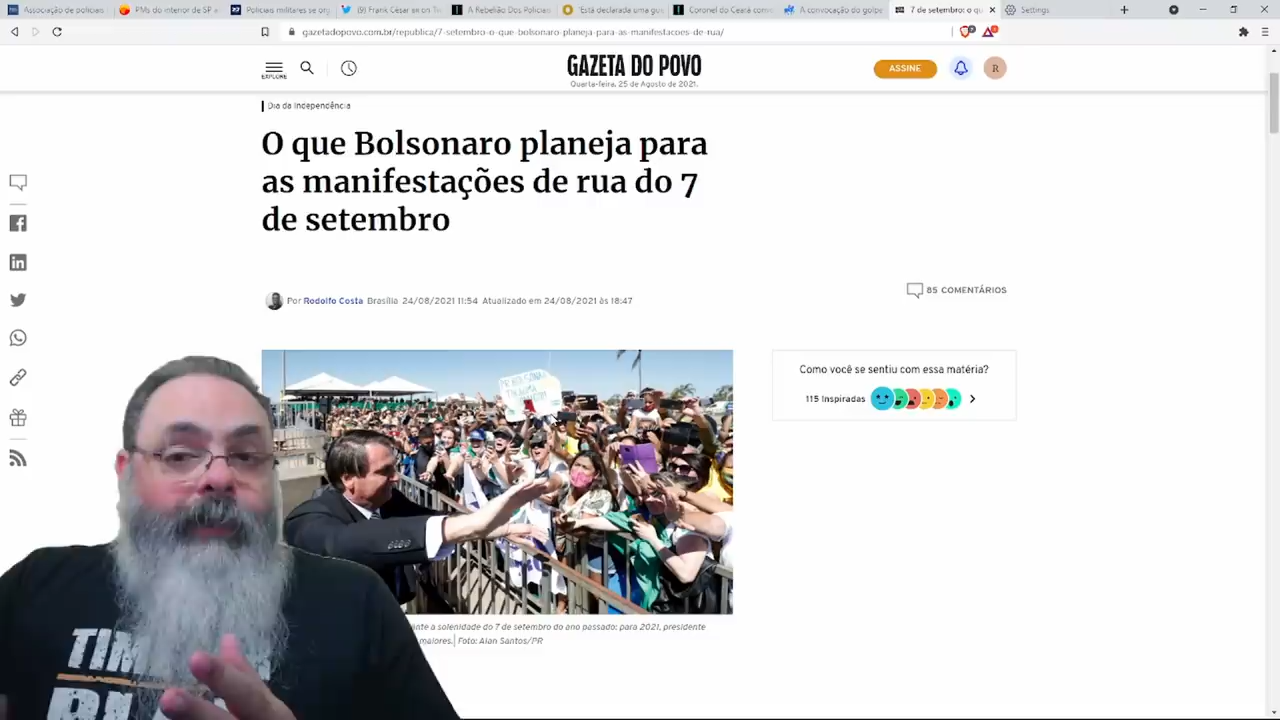 Associação de policiais
PMs do interior de SP
Policiais militares se org
(9) Frank César en on Tw
A Rebelião Dos Policiais
'Está declarada uma gue
Coronel do Ceará como
A convocação do golpe
7 de setembro: o qu
Settings
gazetadopovo.com.br/republica/7-setembro-o-que-bolsonaro-planeja-para-as-manifestacoes-de-rua/
EXPLORE
GAZETA DO POVO
Quarta-feira, 25 de Agosto de 2021.
ASSINE
R
Dia da Independência
O que Bolsonaro planeja para
as manifestações de rua do 7
de setembro
Por Rodolfo Costa Brasília 24/08/2021 11:54 Atualizado em 24/08/2021 às 18:47
85 COMENTÁRIOS
Como você se sentiu com essa matéria?
115 Inspiradas
ante a solenidade do 7 de setembro do ano passado: para 2021, presidente
maiores.| Foto: Alan Santos/PR